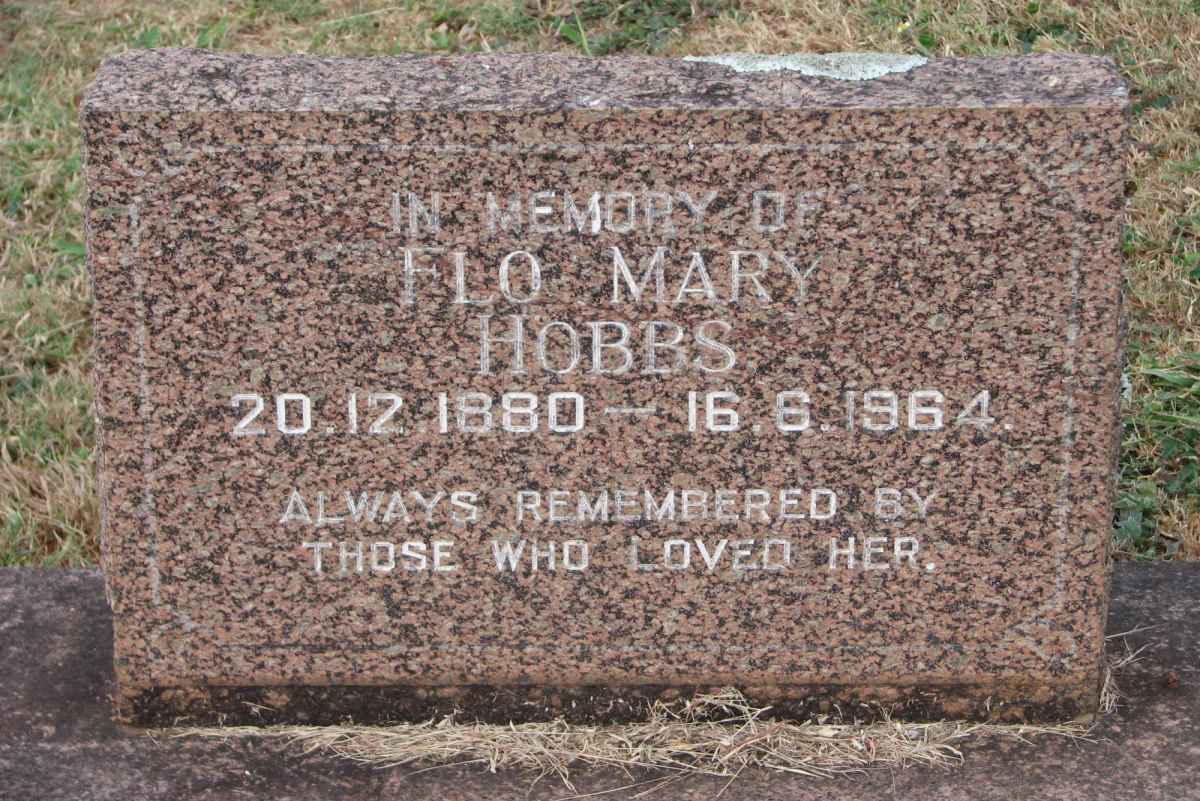 IN MEMORY OF
FLO MARY
HOBBS
20.12.1880 — 16.6.1964.
ALWAYS REMEMBERED BY
THOSE WHO LOVED HER.